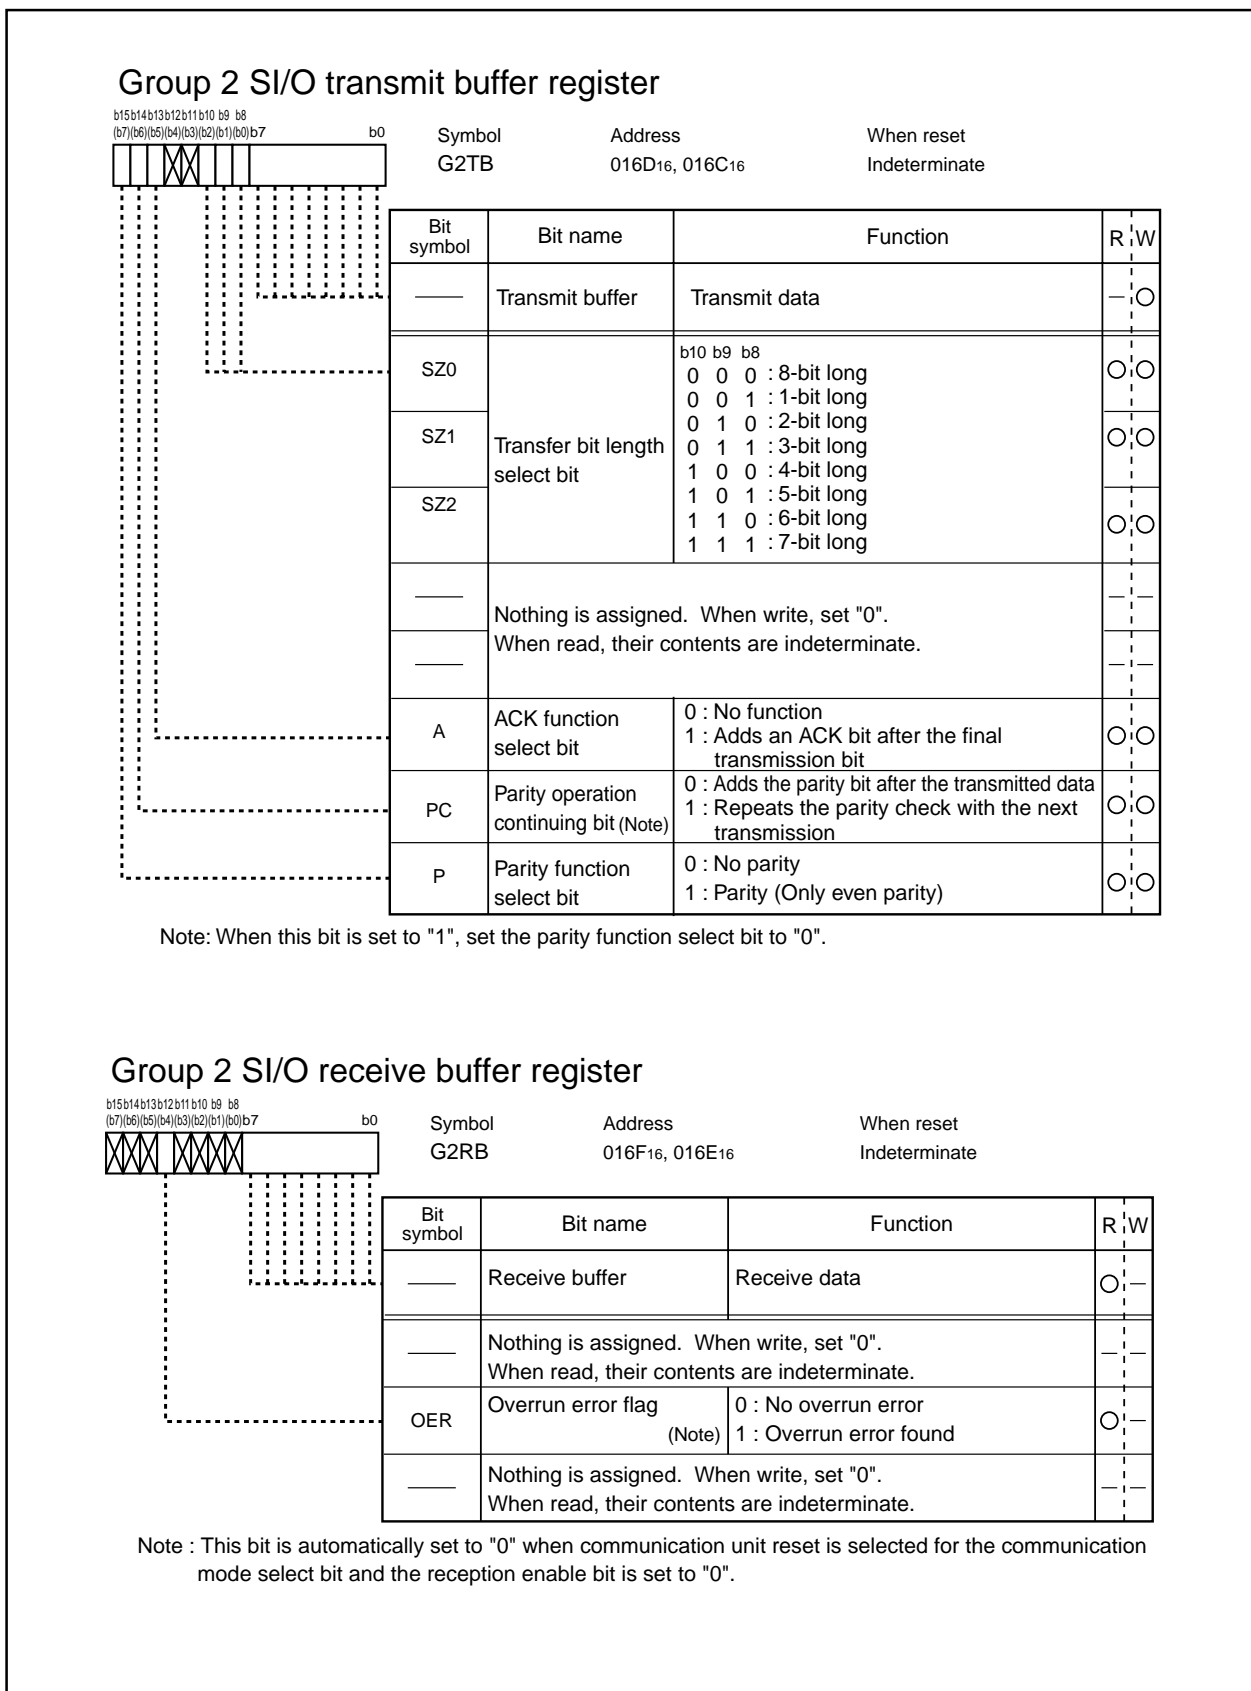 Group 2 SI/O transmit buffer register
b15 b14 b13 b12 b11 b10 b9 b8
(b7)(b6)(b5)(b4)(b3)(b2)(b1)(b0) b7 b0
Symbol Address When reset
G2TB 016D16, 016C16 Indeterminate
Bit symbol Bit name Function R W
— Transmit buffer Transmit data — O
b10 b9 b8
SZ0 0 0 0 : 8-bit long O O
0 0 1 : 1-bit long
0 1 0 : 2-bit long
SZ1 Transfer bit length select bit 0 1 1 : 3-bit long O O
1 0 0 : 4-bit long
1 0 1 : 5-bit long
SZ2 1 1 0 : 6-bit long O O
1 1 1 : 7-bit long
— Nothing is assigned. When write, set "0". — —
— When read, their contents are indeterminate. — —
A ACK function select bit 0 : No function O O
1 : Adds an ACK bit after the final
transmission bit
PC Parity operation continuing bit (Note) 0 : Adds the parity bit after the transmitted data O O
1 : Repeats the parity check with the next
transmission
P Parity function select bit 0 : No parity O O
1 : Parity (Only even parity)
Note: When this bit is set to "1", set the parity function select bit to "0".
Group 2 SI/O receive buffer register
b15 b14 b13 b12 b11 b10 b9 b8
(b7)(b6)(b5)(b4)(b3)(b2)(b1)(b0) b7 b0
Symbol Address When reset
G2RB 016F16, 016E16 Indeterminate
Bit symbol Bit name Function R W
— Receive buffer Receive data O —
— Nothing is assigned. When write, set "0". — —
When read, their contents are indeterminate.
OER Overrun error flag (Note) 0 : No overrun error O —
1 : Overrun error found
— Nothing is assigned. When write, set "0". — —
When read, their contents are indeterminate.
Note : This bit is automatically set to "0" when communication unit reset is selected for the communication
mode select bit and the reception enable bit is set to "0".